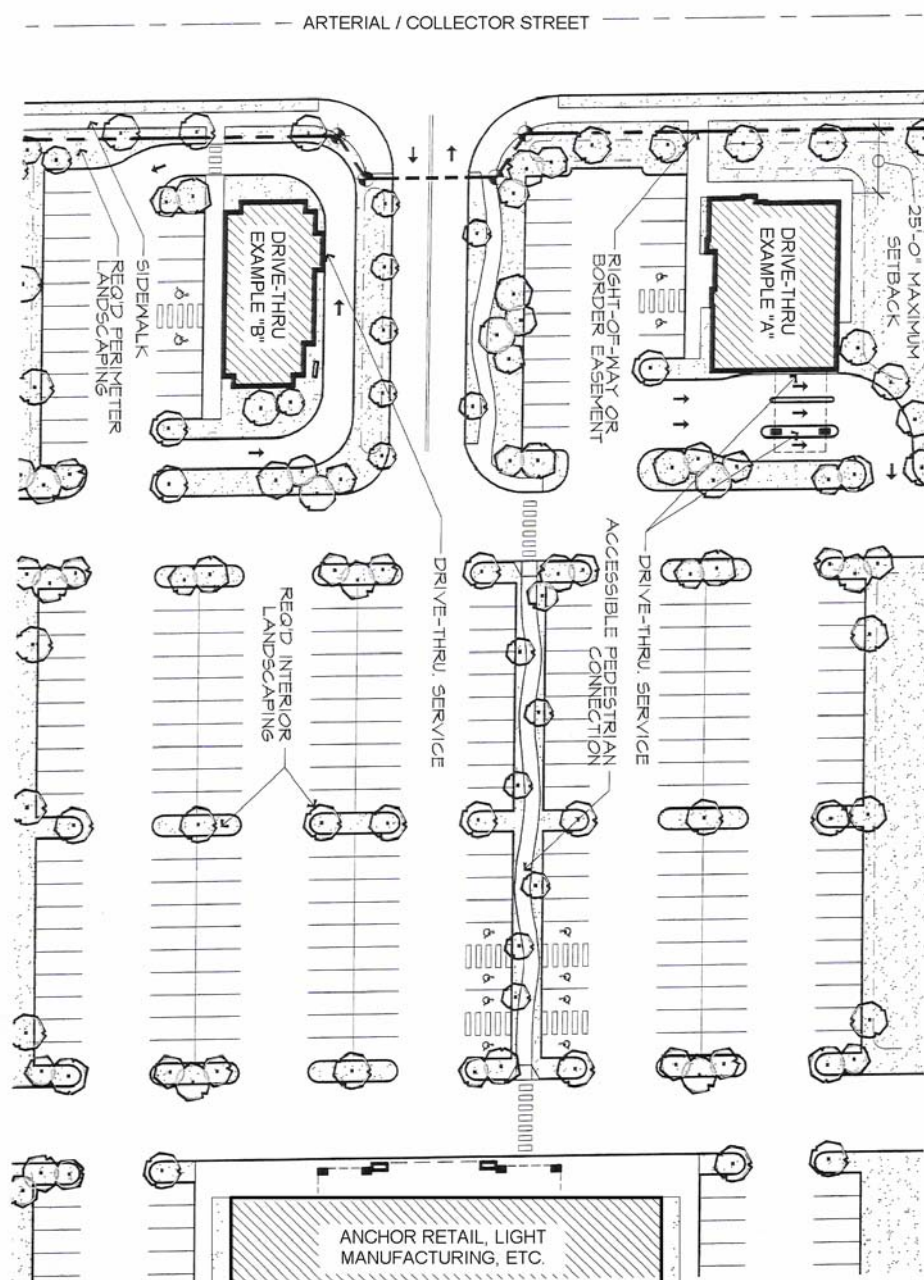 ARTERIAL / COLLECTOR STREET
25'-0" MAXIMUM
SETBACK
DRIVE-THRU
EXAMPLE "A"
DRIVE-THRU
EXAMPLE "B"
RIGHT-OF-WAY OR
BORDER EASEMENT
SIDEWALK
REQ'D PERIMETER
LANDSCAPING
DRIVE-THRU. SERVICE
DRIVE-THRU. SERVICE
ACCESSIBLE PEDESTRIAN
CONNECTION
REQ'D INTERIOR
LANDSCAPING
ANCHOR RETAIL, LIGHT
MANUFACTURING, ETC.